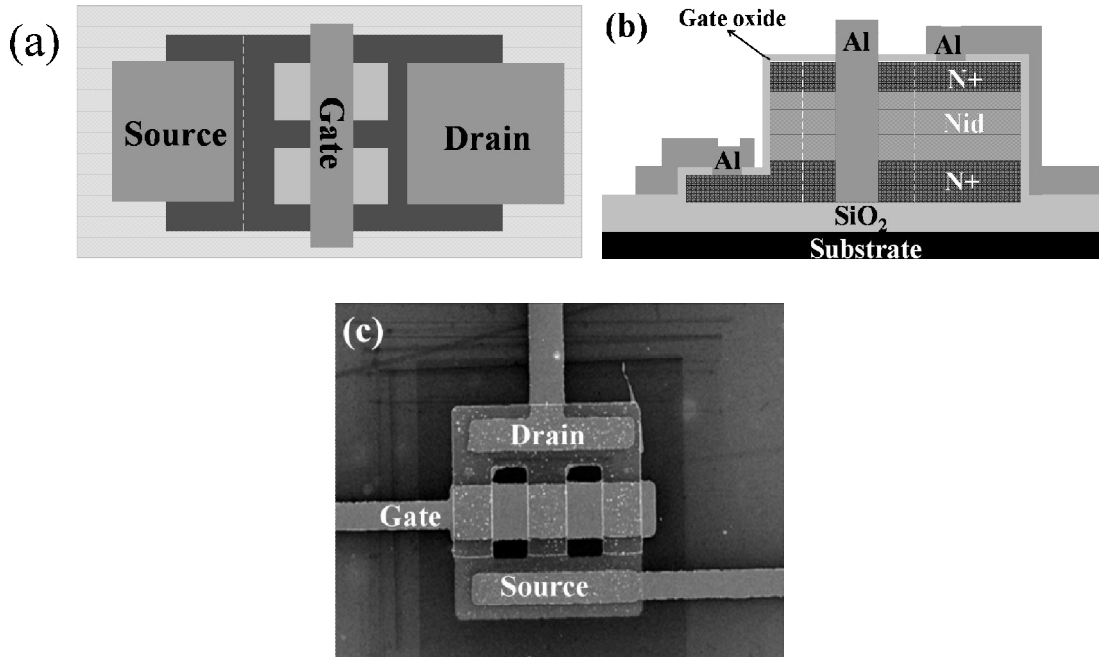 (a)
Source
Gate
Drain
(b)
Gate oxide
Al
Al
N+
Nid
Al
N+
SiO₂
Substrate
(c)
Drain
Gate
Source